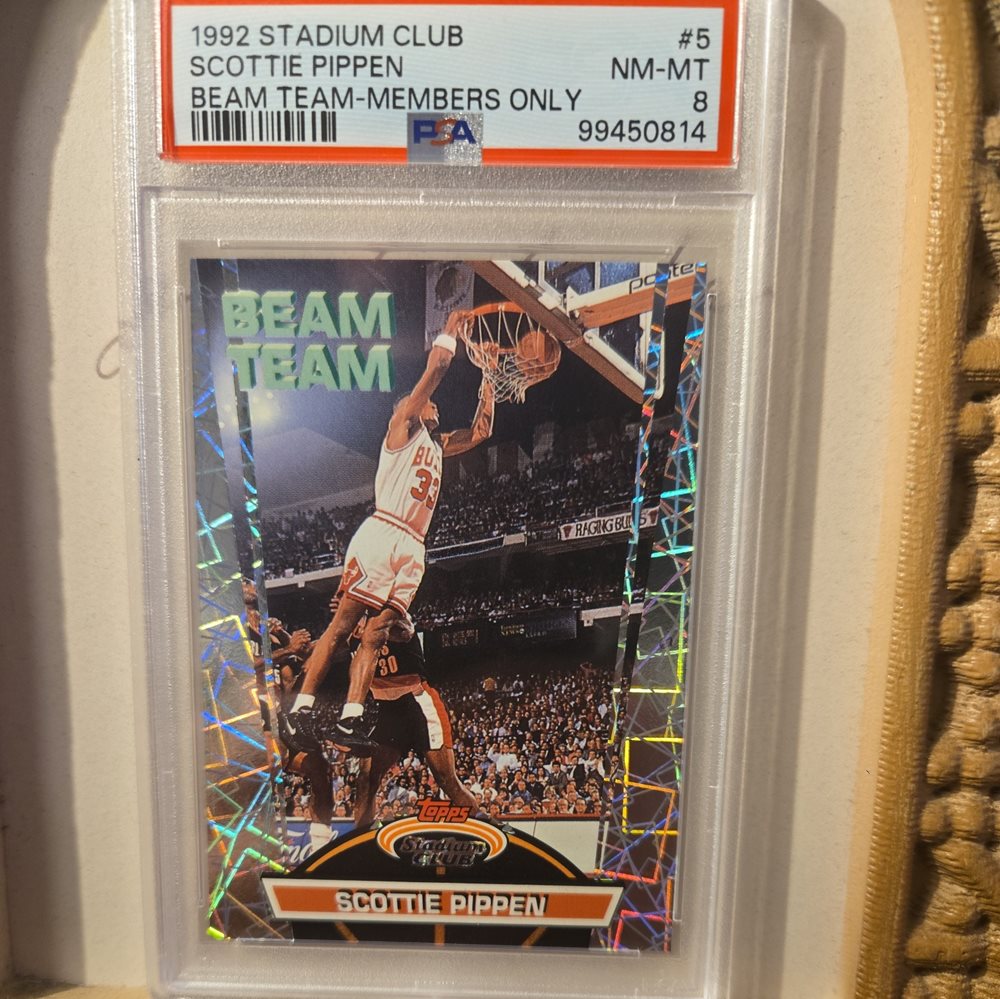 1992 STADIUM CLUB #5
SCOTTIE PIPPEN NM-MT
BEAM TEAM-MEMBERS ONLY 8
PSA 99450814
BEAM
TEAM
BULLS
33
RAGING BULLS
30
Topps
Stadium
CLUB
SCOTTIE PIPPEN